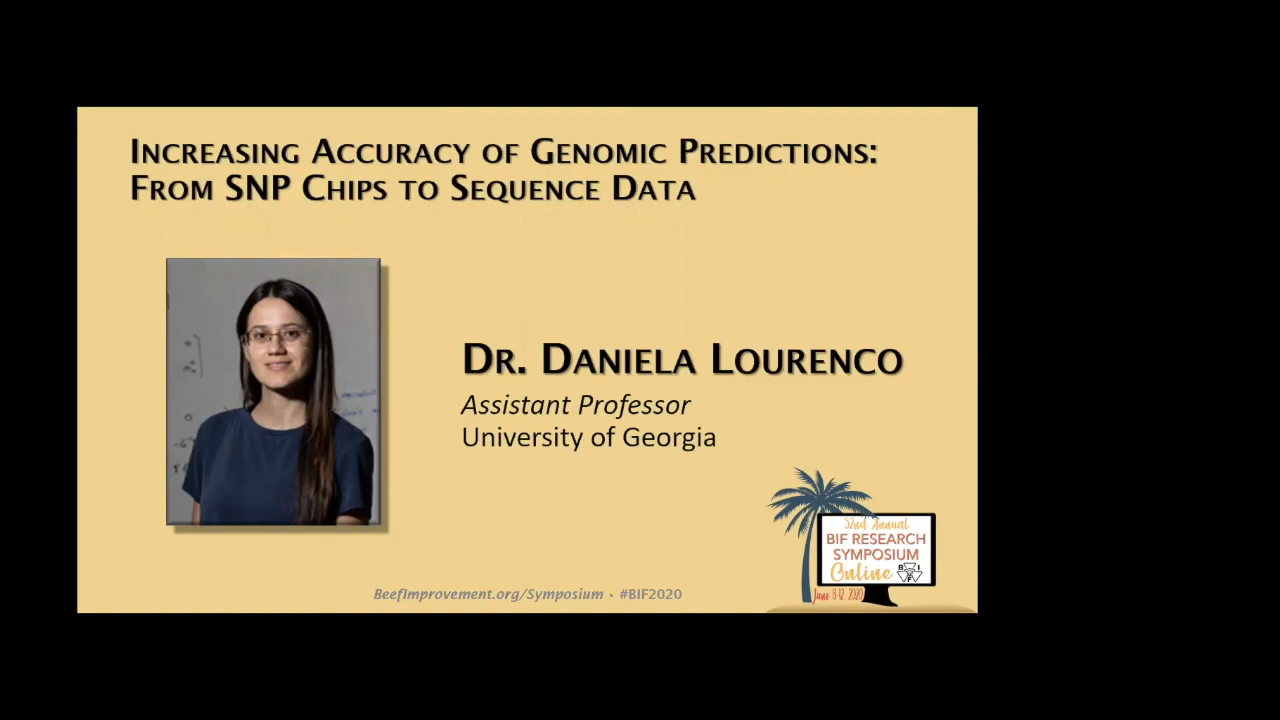 Increasing Accuracy of Genomic Predictions:
From SNP Chips to Sequence Data
Dr. Daniela Lourenco
Assistant Professor
University of Georgia
52nd Annual
BIF RESEARCH
SYMPOSIUM
Online
B I F
June 8-12, 2020
BeefImprovement.org/Symposium • #BIF2020